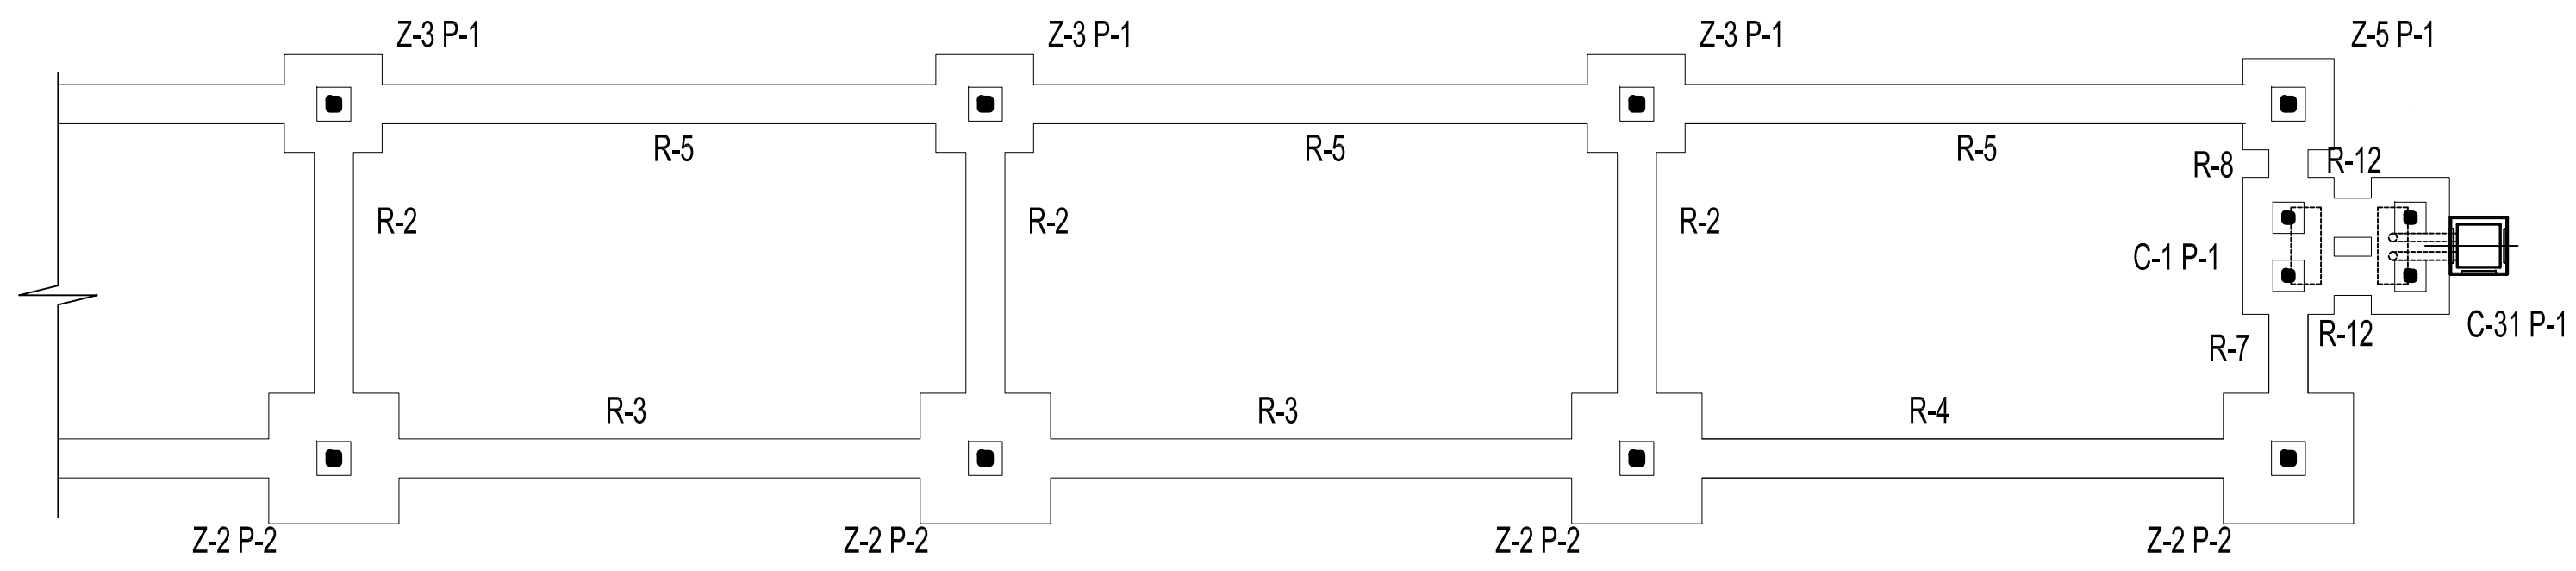 Z-3 P-1
Z-3 P-1
Z-3 P-1
Z-5 P-1
R-5
R-5
R-5
R-8
R-12
R-2
R-2
R-2
C-1 P-1
C-31 P-1
R-7
R-12
R-3
R-3
R-4
Z-2 P-2
Z-2 P-2
Z-2 P-2
Z-2 P-2